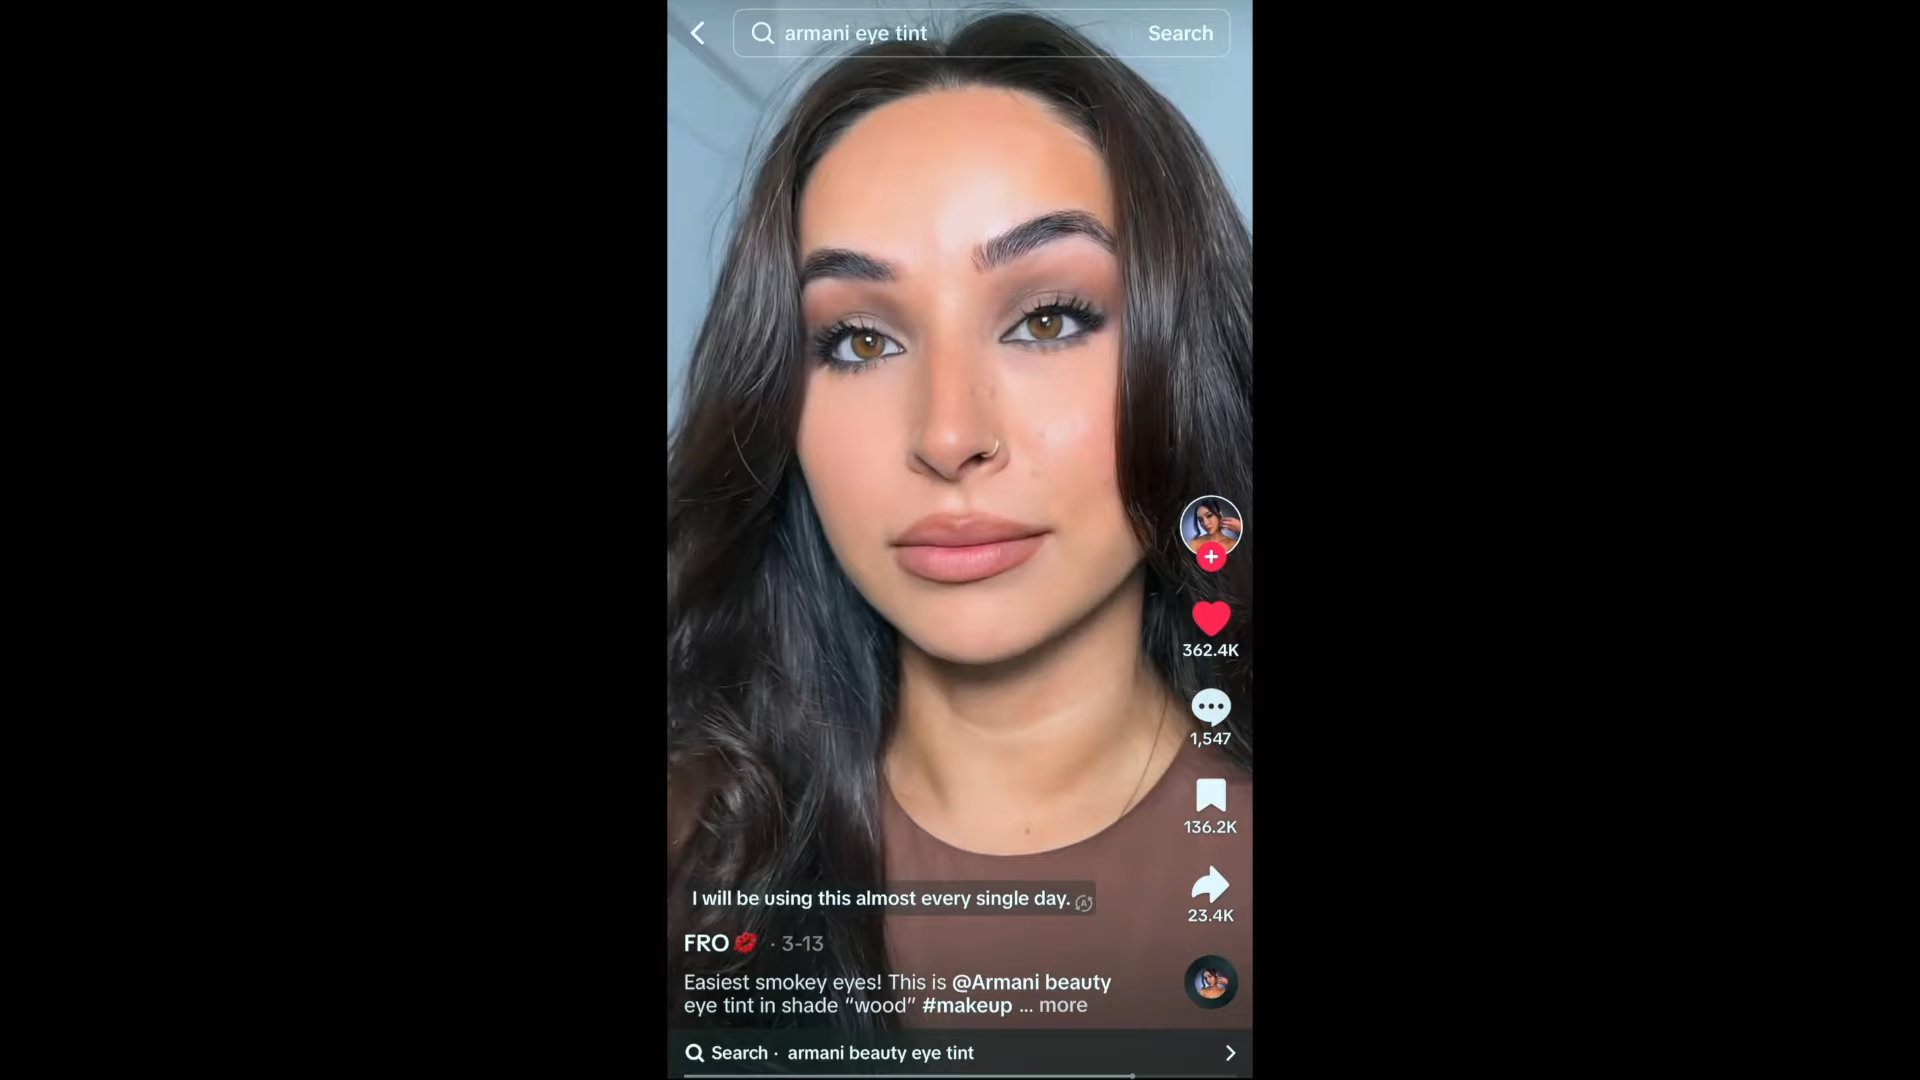 armani eye tint
Search
362.4K
1,547
136.2K
23.4K
I will be using this almost every single day.
FRO💋 · 3-13
Easiest smokey eyes! This is @Armani beauty
eye tint in shade “wood” #makeup ... more
Search · armani beauty eye tint